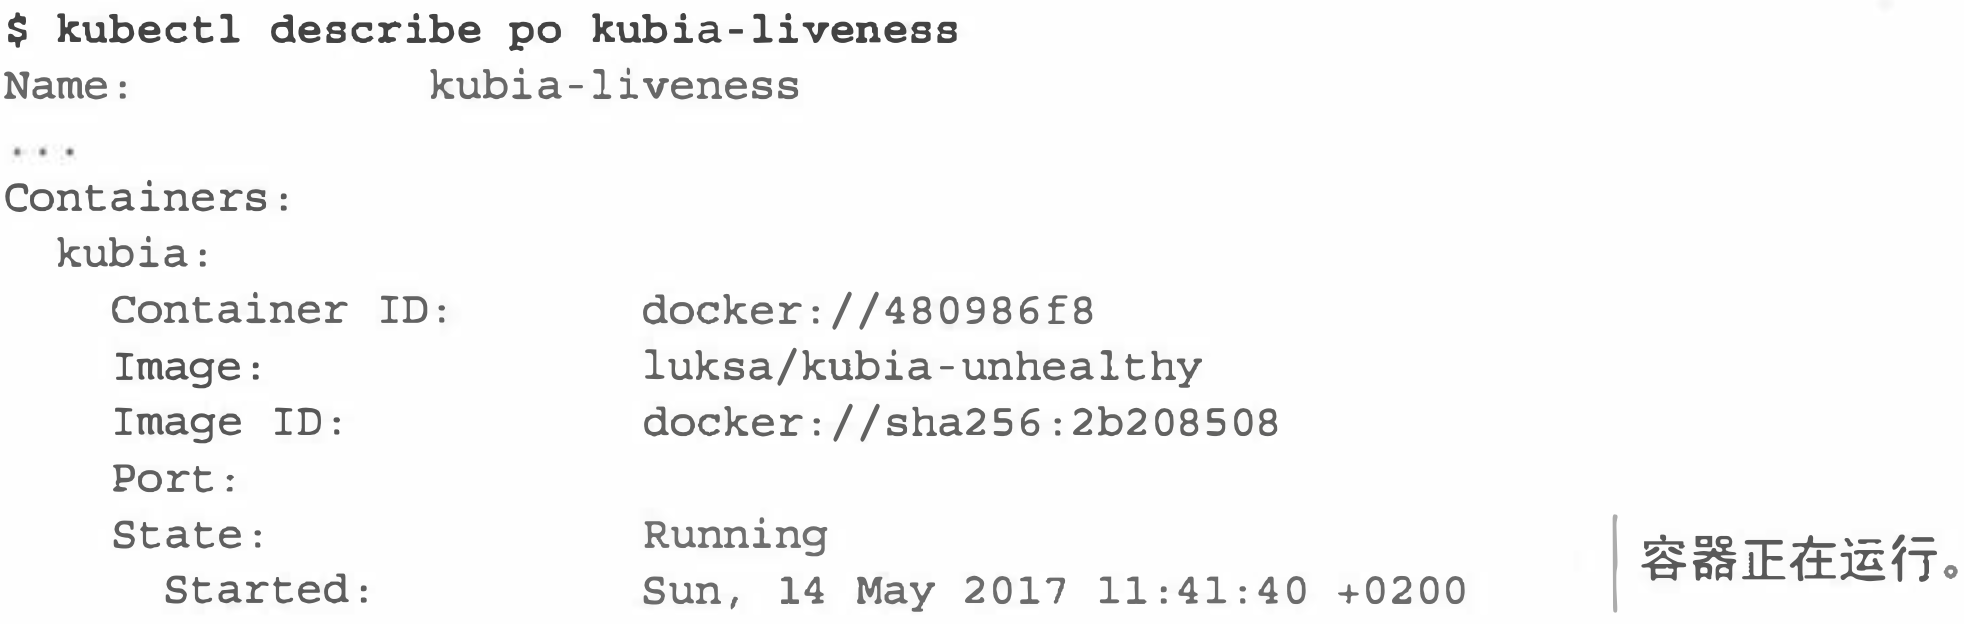 $ kubectl describe po kubia-liveness
Name: kubia-liveness
...
Containers:
kubia:
Container ID: docker://480986f8
Image: luksa/kubia-unhealthy
Image ID: docker://sha256:2b208508
Port:
State: Running
Started: Sun, 14 May 2017 11:41:40 +0200
容器正在运行。